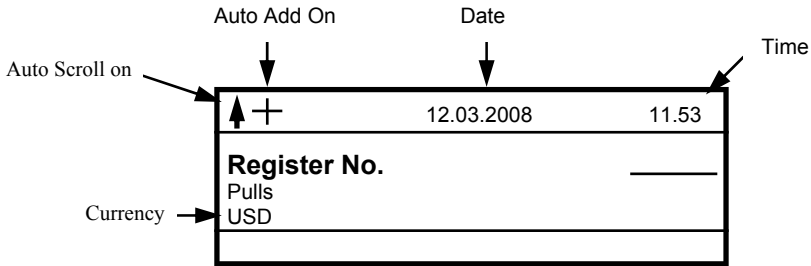 Auto Add On Date
Time
Auto Scroll on
12.03.2008 11.53
Register No.
Pulls
Currency USD